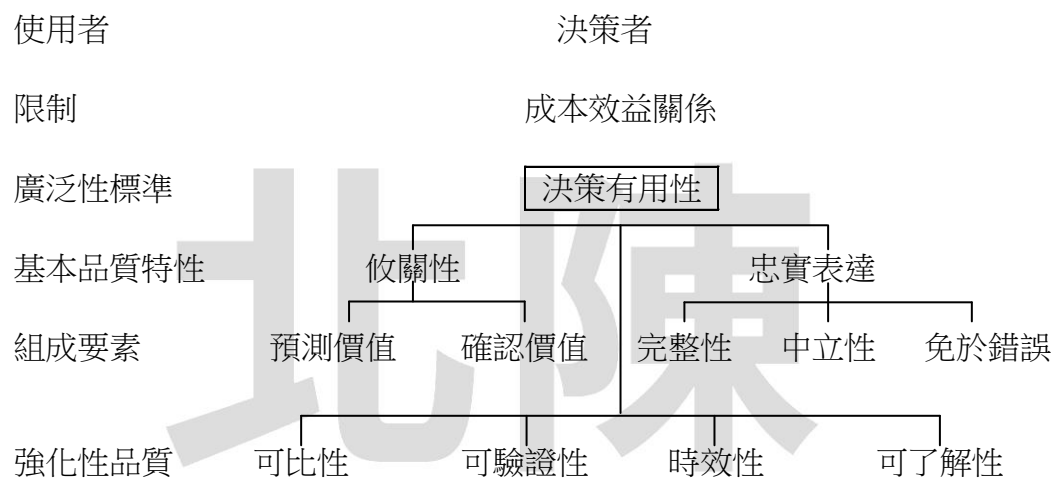 使用者 決策者
限制 成本效益關係
廣泛性標準 決策有用性
基本品質特性 攸關性 忠實表達
組成要素 預測價值 確認價值 完整性 中立性 免於錯誤
強化性品質 可比性 可驗證性 時效性 可了解性
北陳